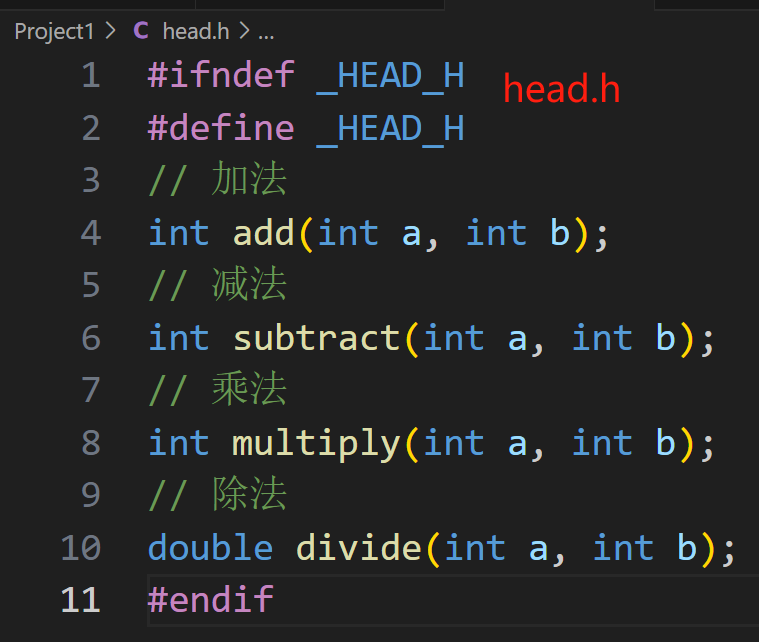 Project1 > C head.h > ...
1 #ifndef _HEAD_H
head.h
2 #define _HEAD_H
3 // 加法
4 int add(int a, int b);
5 // 减法
6 int subtract(int a, int b);
7 // 乘法
8 int multiply(int a, int b);
9 // 除法
10 double divide(int a, int b);
11 #endif